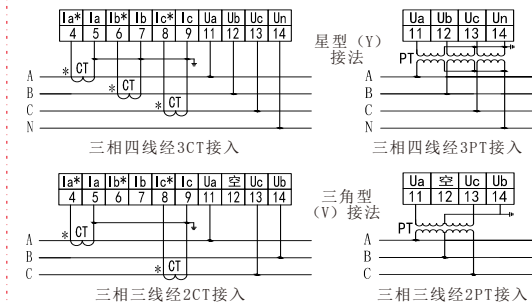 Ia* Ia Ib* Ib Ic* Ic Ua Ub Uc Un
4 5 6 7 8 9 11 12 13 14
* CT
* CT
* CT
A
B
C
N
三相四线经3CT接入
星型（Y）
接法
Ua Ub Uc Un
11 12 13 14
PT
A
B
C
N
三相四线经3PT接入
Ia* Ia Ib* Ib Ic* Ic Ua 空 Uc Ub
4 5 6 7 8 9 11 12 13 14
* CT
* CT
A
B
C
三相三线经2CT接入
三角型
（V）接法
Ua 空 Uc Ub
11 12 13 14
PT
A
B
C
三相三线经2PT接入